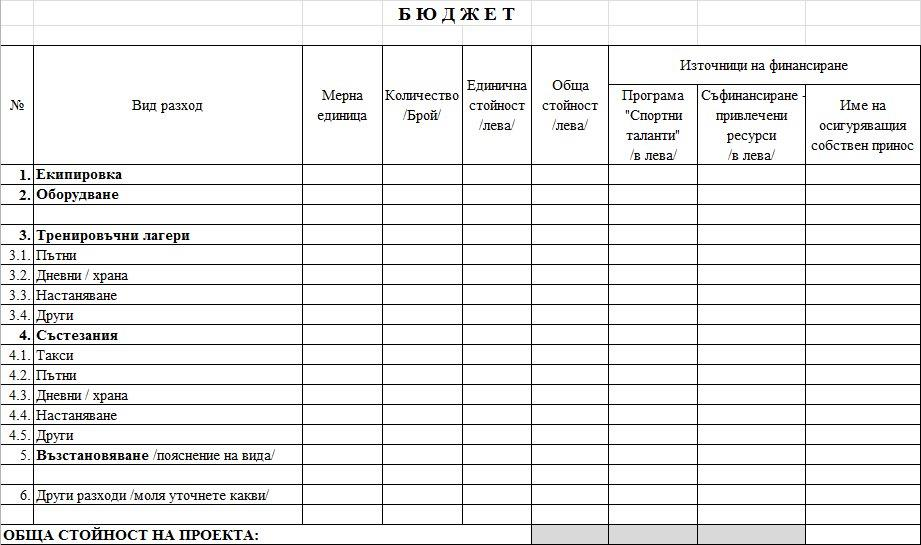 Б Ю Д Ж Е Т
№
Вид разход
Мерна
единица
Количество
/Брой/
Единична
стойност
/лева/
Обща
стойност
/лева/
Източници на финансиране
Програма
"Спортни
таланти"
/в лева/
Съфинансиране -
привлечени
ресурси
/в лева/
Име на
осигуряващия
собствен принос
1. Екипировка
2. Оборудване
3. Тренировъчни лагери
3.1. Пътни
3.2. Дневни / храна
3.3. Настаняване
3.4. Други
4. Състезания
4.1. Такси
4.2. Пътни
4.3. Дневни / храна
4.4. Настаняване
4.5. Други
5. Възстановяване /пояснение на вида/
6. Други разходи /моля уточнете какви/
ОБЩА СТОЙНОСТ НА ПРОЕКТА: